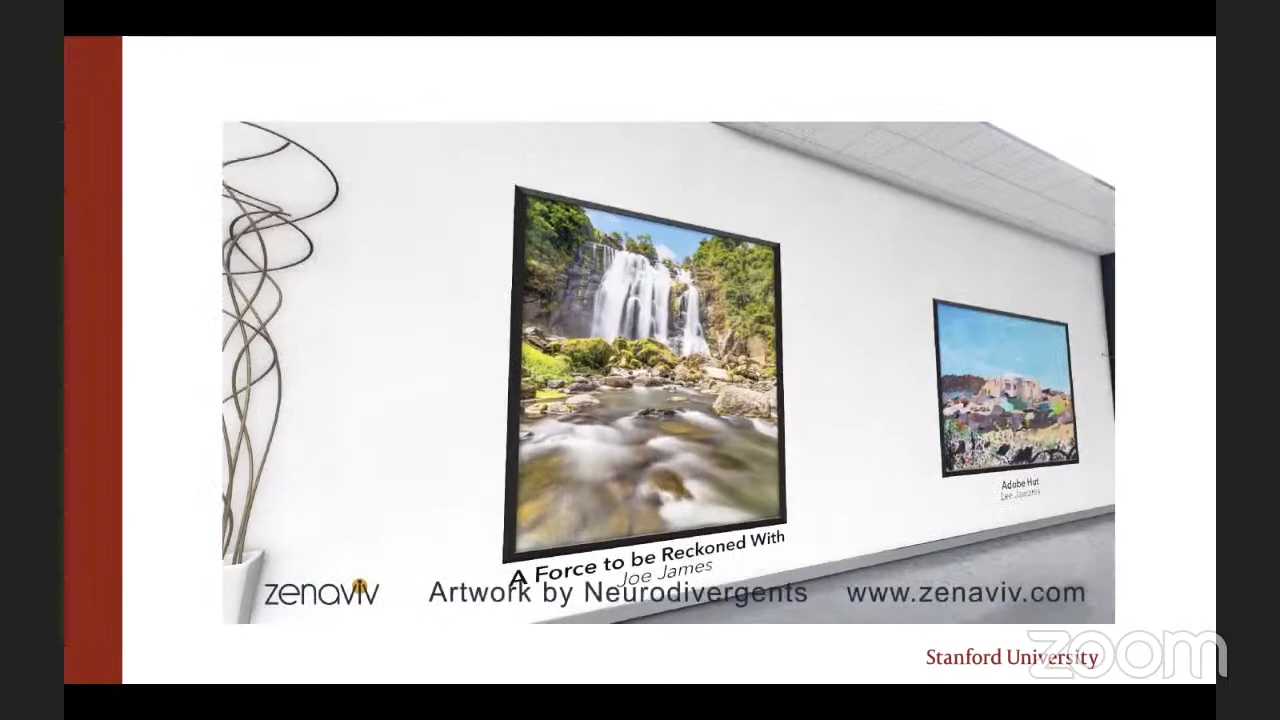 A Force to be Reckoned With
Joe James
Adobe Hut
zenaviv
Artwork by Neurodivergents
www.zenaviv.com
Stanford University
zoom